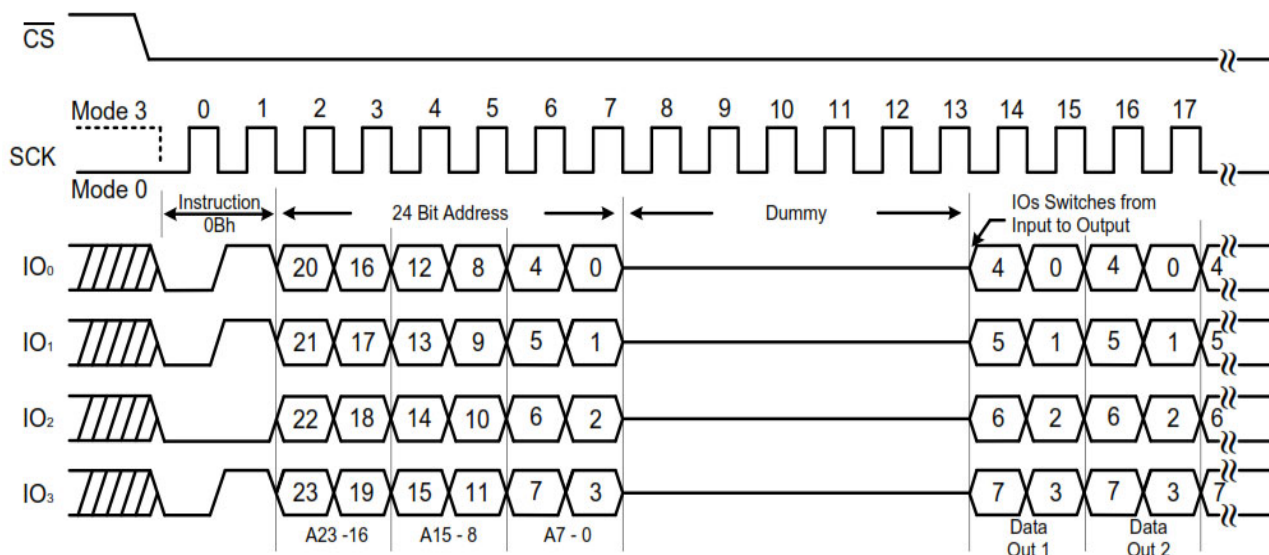 CS
Mode 3 0 1 2 3 4 5 6 7 8 9 10 11 12 13 14 15 16 17
SCK
Mode 0
Instruction
0Bh
24 Bit Address
Dummy
IOs Switches from
Input to Output
IO₀ 20 16 12 8 4 0 4 0 4 0 4
IO₁ 21 17 13 9 5 1 5 1 5 1 5
IO₂ 22 18 14 10 6 2 6 2 6 2 6
IO₃ 23 19 15 11 7 3 7 3 7 3 7
A23 -16 A15 - 8 A7 - 0
Data
Out 1
Data
Out 2